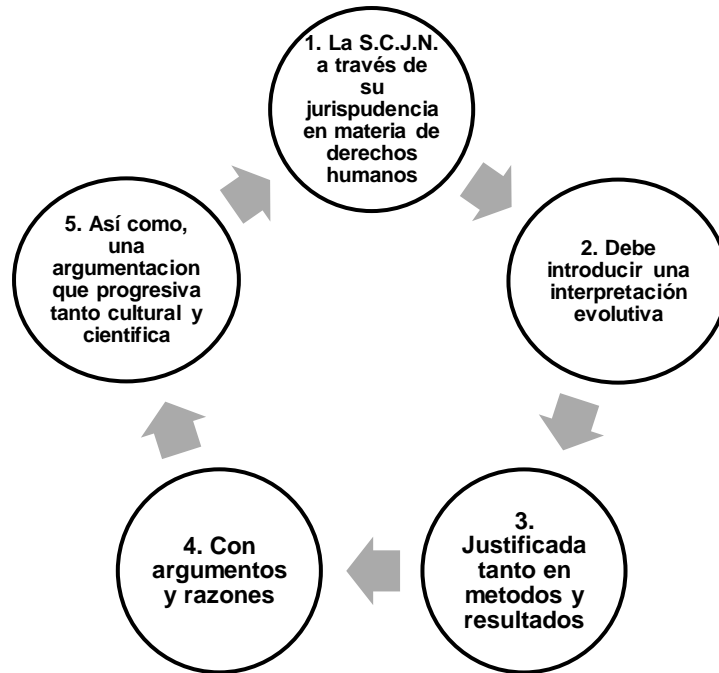 1. La S.C.J.N.
a través de
su
jurispudencia
en materia de
derechos
humanos
2. Debe
introducir una
interpretación
evolutiva
3.
Justificada
tanto en
metodos y
resultados
4. Con
argumentos
y razones
5. Así como,
una
argumentacion
que progresiva
tanto cultural y
cientifica